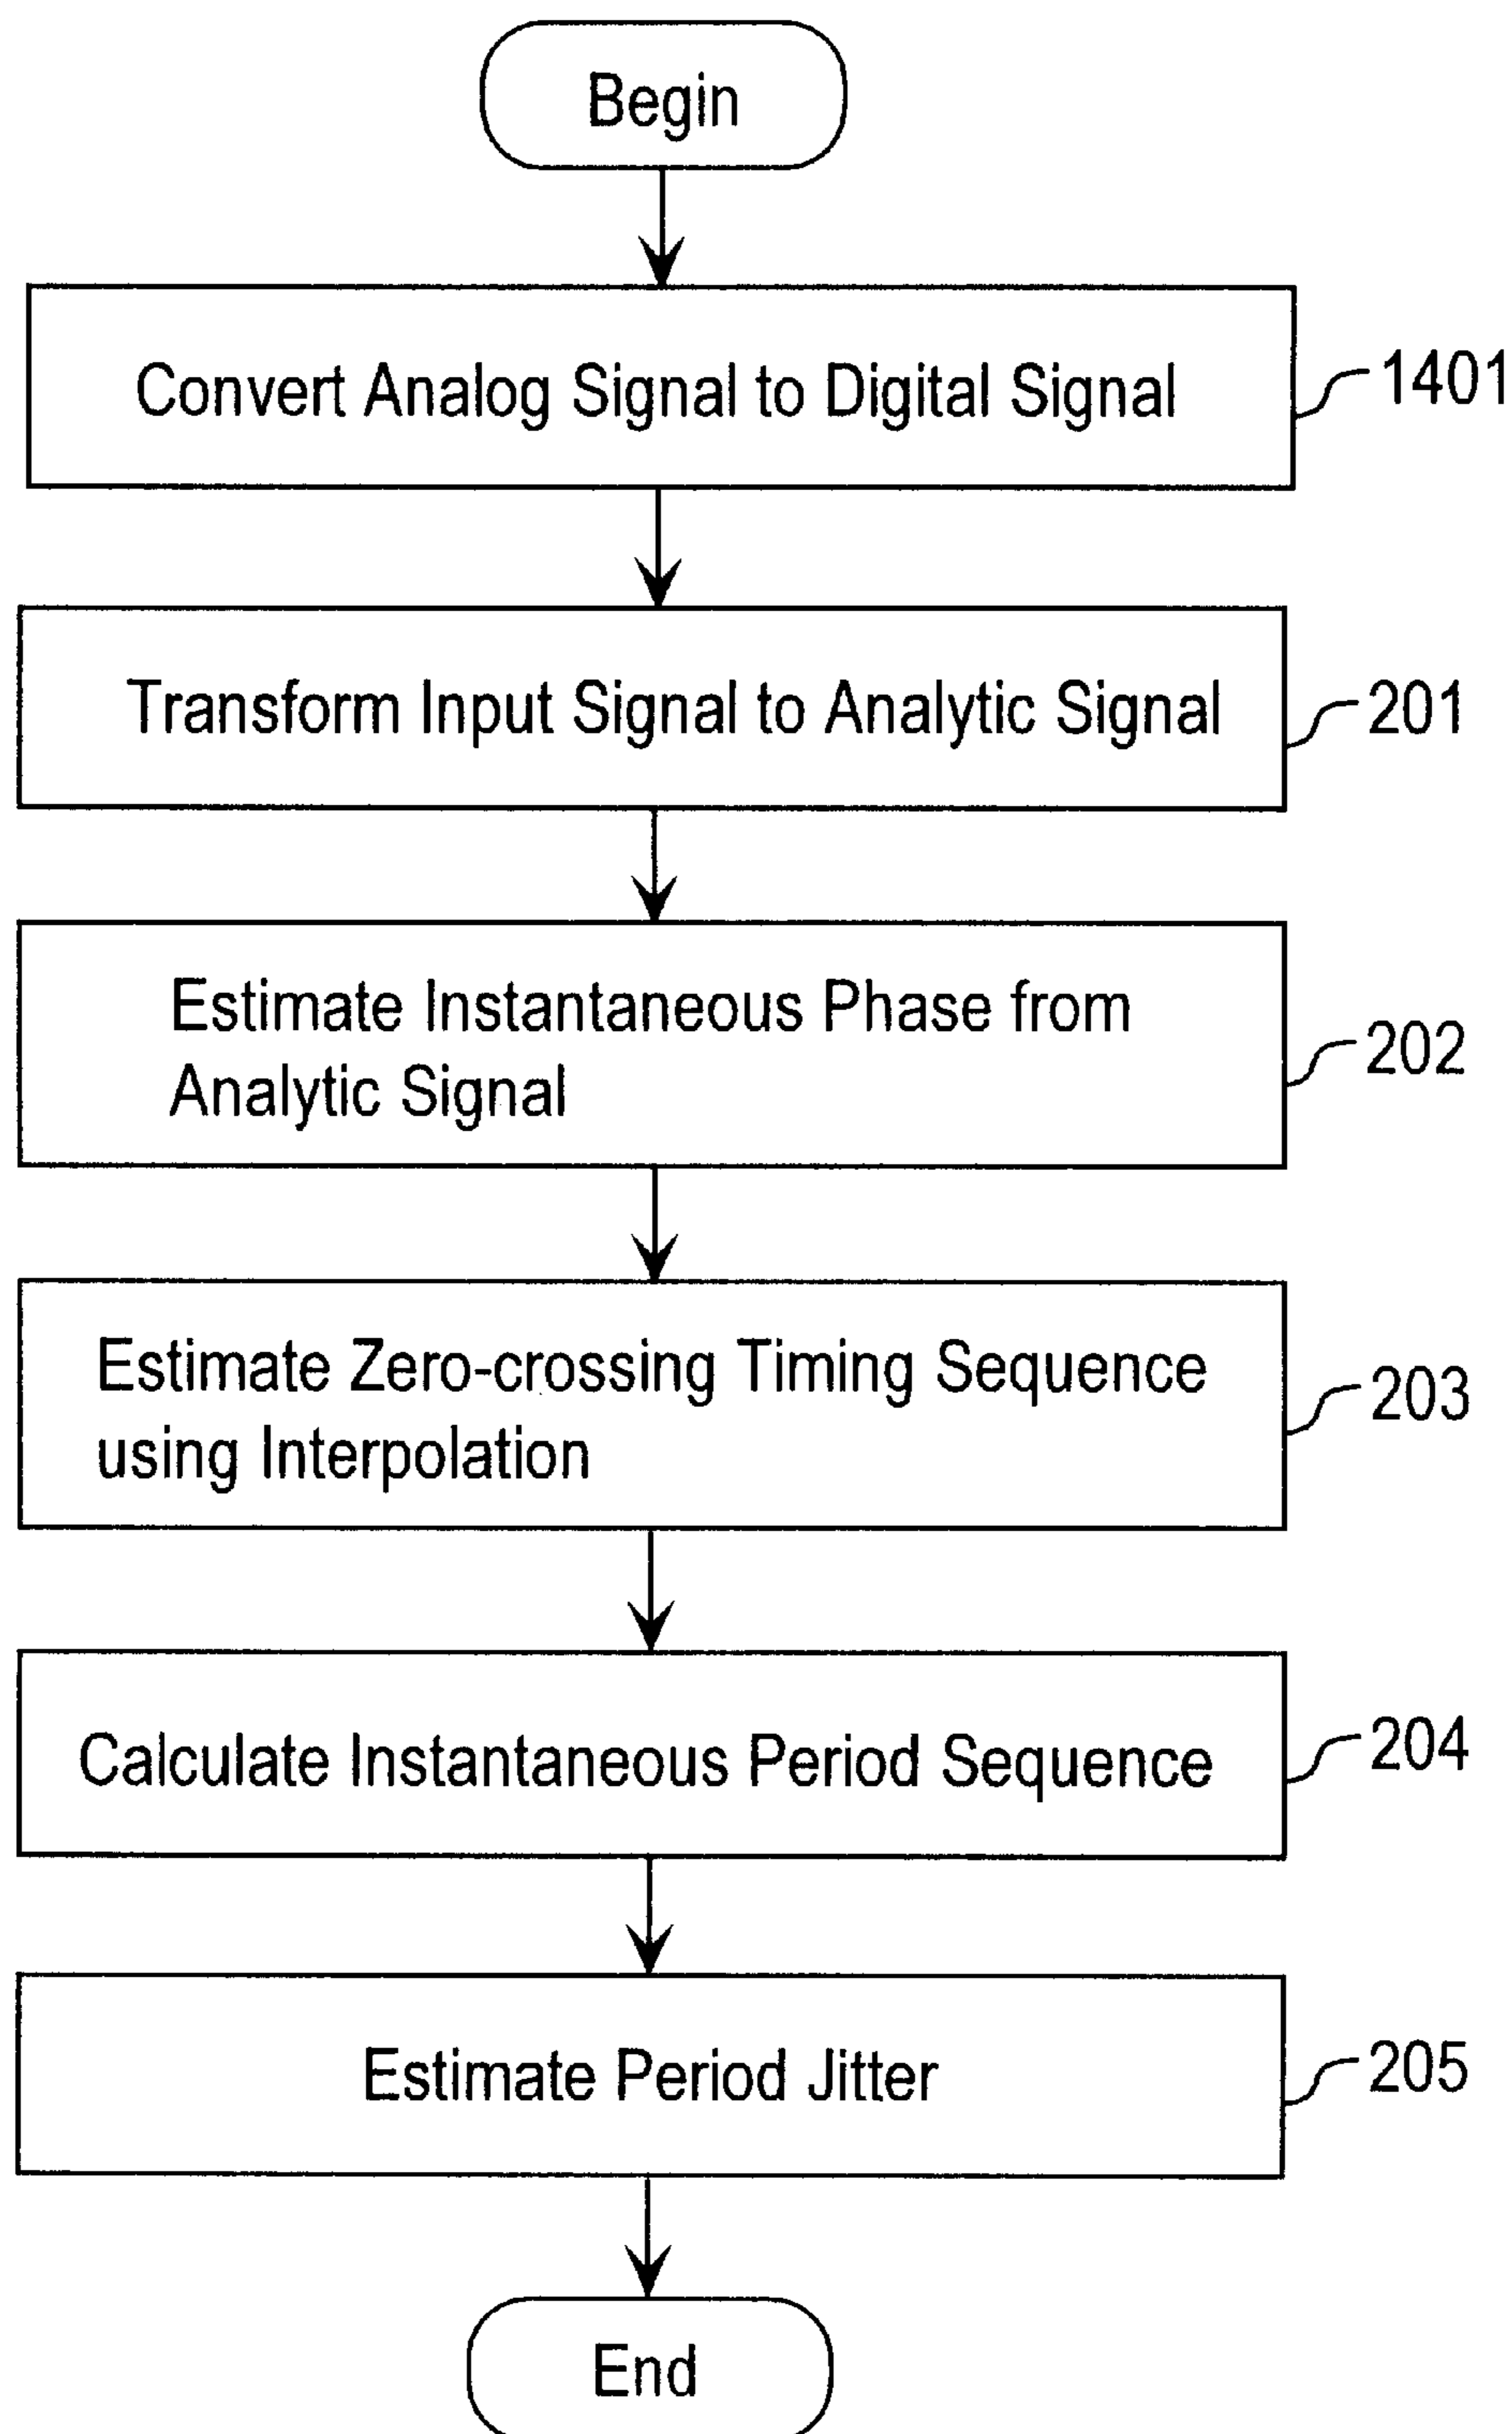 Begin
Convert Analog Signal to Digital Signal
1401
Transform Input Signal to Analytic Signal
201
Estimate Instantaneous Phase from
Analytic Signal
202
Estimate Zero-crossing Timing Sequence
using Interpolation
203
Calculate Instantaneous Period Sequence
204
Estimate Period Jitter
205
End